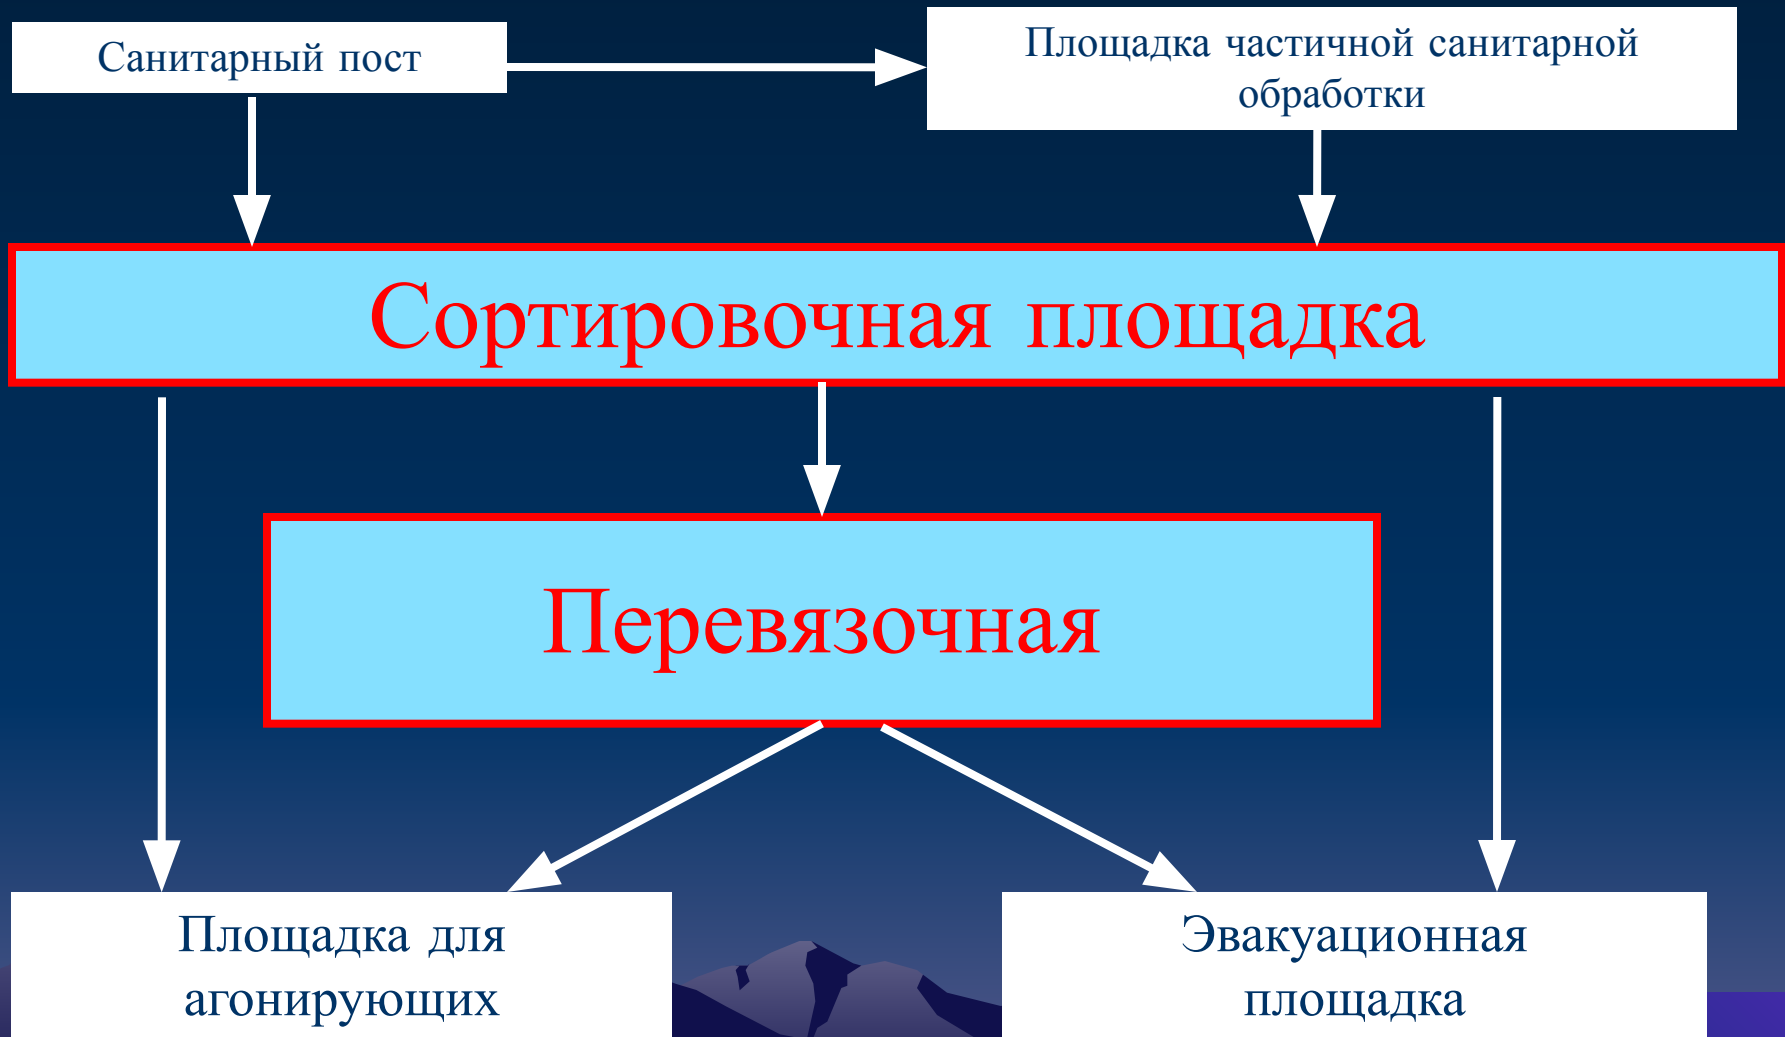 Санитарный пост
Площадка частичной санитарной
обработки
Сортировочная площадка
Перевязочная
Площадка для
агонирующих
Эвакуационная
площадка